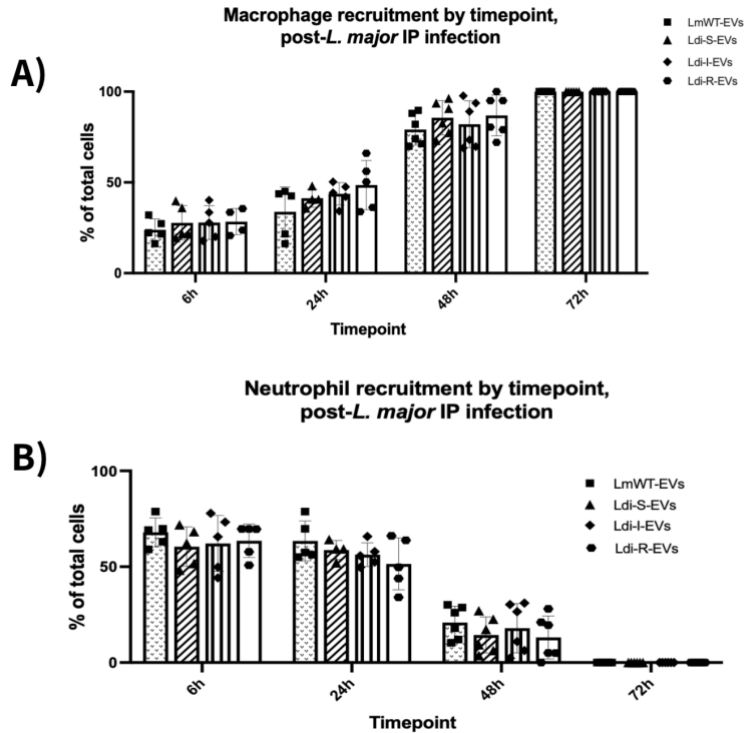 Macrophage recruitment by timepoint,
post-L. major IP infection
LmWT-EVs
Ldi-S-EVs
Ldi-I-EVs
Ldi-R-EVs
A)
100
50
0
% of total cells
6h
24h
48h
72h
Timepoint
Neutrophil recruitment by timepoint,
post-L. major IP infection
B)
LmWT-EVs
Ldi-S-EVs
Ldi-I-EVs
Ldi-R-EVs
100
50
0
% of total cells
6h
24h
48h
72h
Timepoint